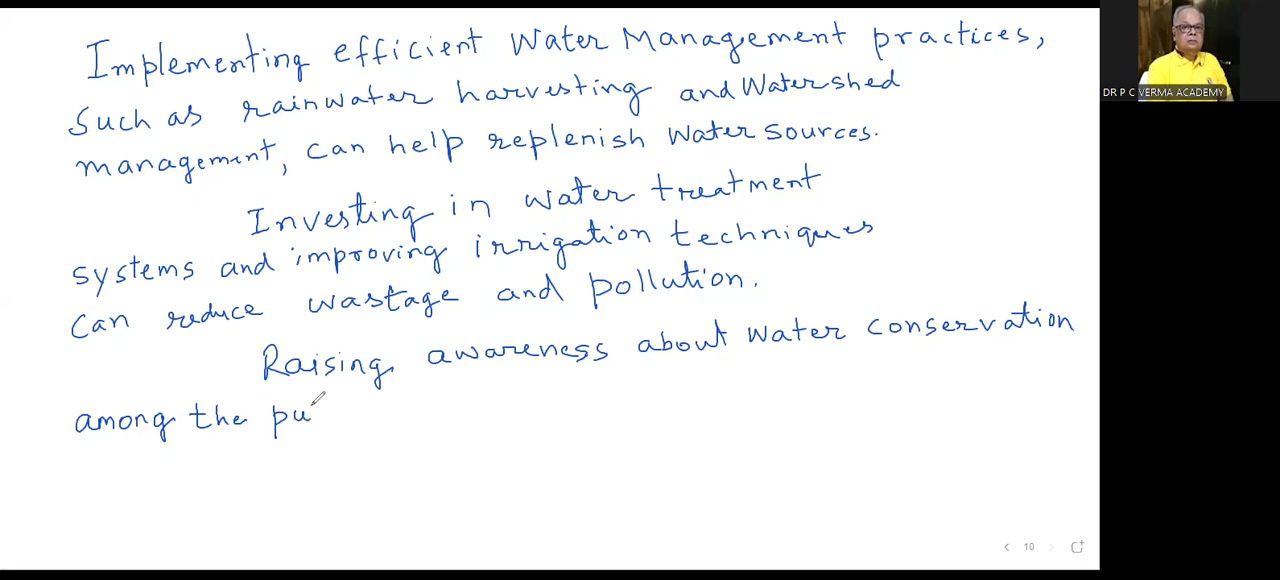 Implementing efficient Water Management practices,
Such as rainwater harvesting and Watershed
management, can help replenish Water sources.
Investing in water treatment
systems and improving irrigation techniques
can reduce wastage and pollution.
Raising awareness about water conservation
among the pu
DR P C VERMA ACADEMY
10